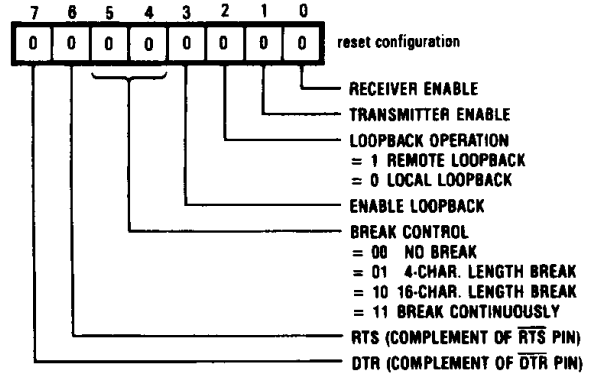 7 6 5 4 3 2 1 0
0 0 0 0 0 0 0 0 reset configuration
RECEIVER ENABLE
TRANSMITTER ENABLE
LOOPBACK OPERATION
= 1 REMOTE LOOPBACK
= 0 LOCAL LOOPBACK
ENABLE LOOPBACK
BREAK CONTROL
= 00 NO BREAK
= 01 4-CHAR. LENGTH BREAK
= 10 16-CHAR. LENGTH BREAK
= 11 BREAK CONTINUOUSLY
RTS (COMPLEMENT OF R̅T̅S̅ PIN)
DTR (COMPLEMENT OF D̅T̅R̅ PIN)